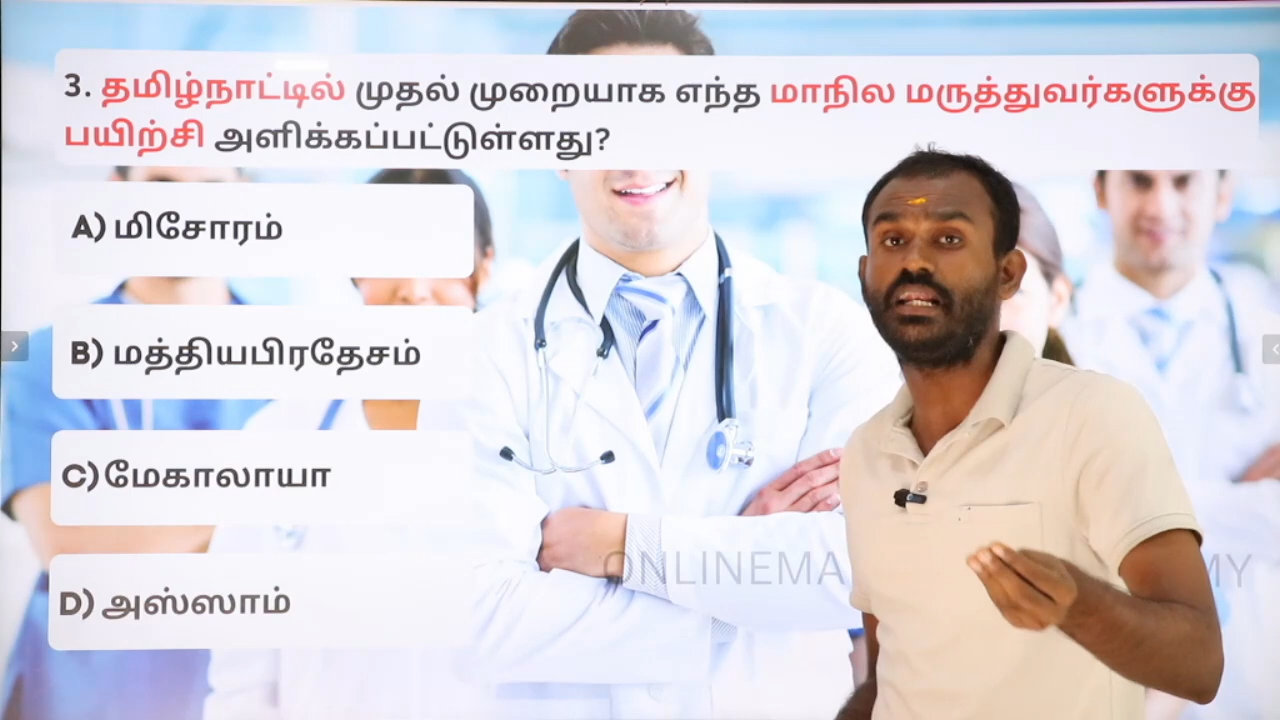 3. தமிழ்நாட்டில் முதல் முறையாக எந்த மாநில மருத்துவர்களுக்கு
பயிற்சி அளிக்கப்பட்டுள்ளது?
A) மிசோரம்
B) மத்தியபிரதேசம்
C) மேகாலாயா
D) அஸ்ஸாம்